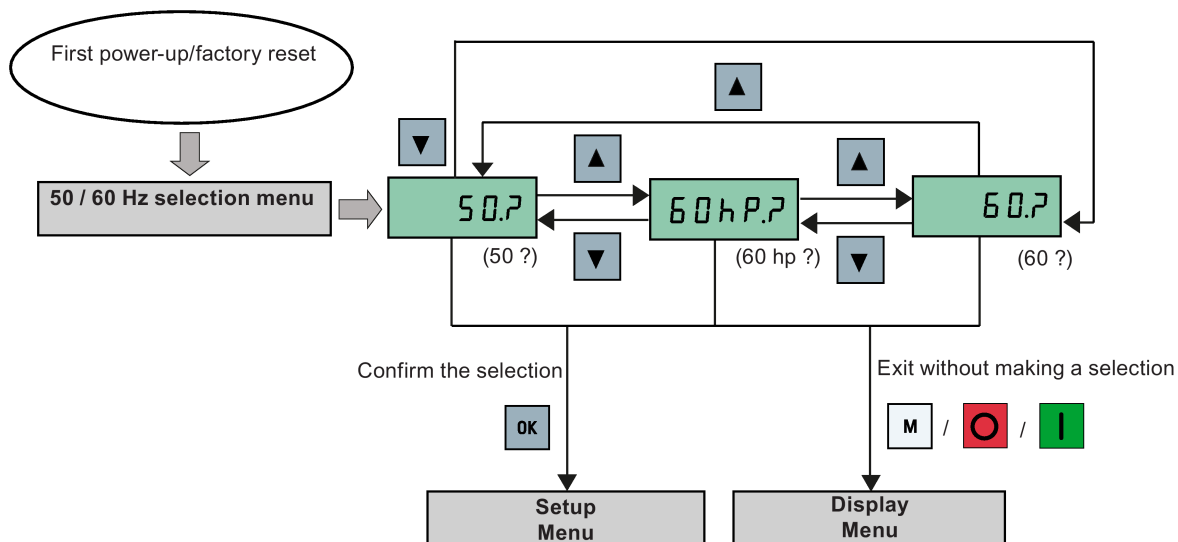 First power-up/factory reset
50 / 60 Hz selection menu
50.?
60hP.?
60.?
(50 ?)
(60 hp ?)
(60 ?)
Confirm the selection
Exit without making a selection
OK
M / O / I
Setup
Menu
Display
Menu